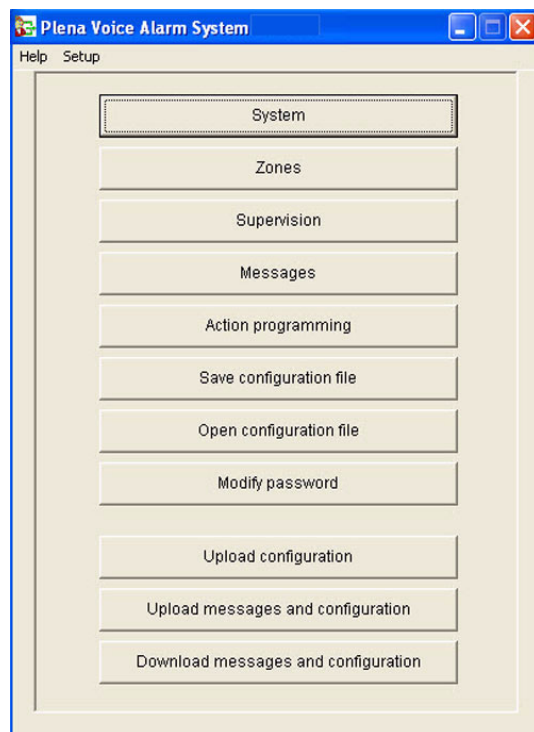 Plena Voice Alarm System
Help Setup
System
Zones
Supervision
Messages
Action programming
Save configuration file
Open configuration file
Modify password
Upload configuration
Upload messages and configuration
Download messages and configuration